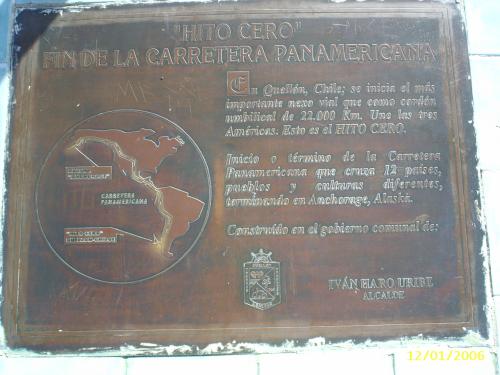 "HITO CERO"
FIN DE LA CARRETERA PANAMERICANA
En Quellón, Chile; se inicia el más
importante nexo vial que como cordón
umbilical de 22.000 Km. Une las tres
Américas. Esto es el HITO CERO.
Inicio o término de la Carretera
Panamericana que cruza 12 países,
pueblos y culturas diferentes,
terminando en Anchorage, Alaska.
Construido en el gobierno comunal de:
CARRETERA
PANAMERICANA
"HITO CERO"
IVÁN HARO URIBE
ALCALDE
12/01/2006